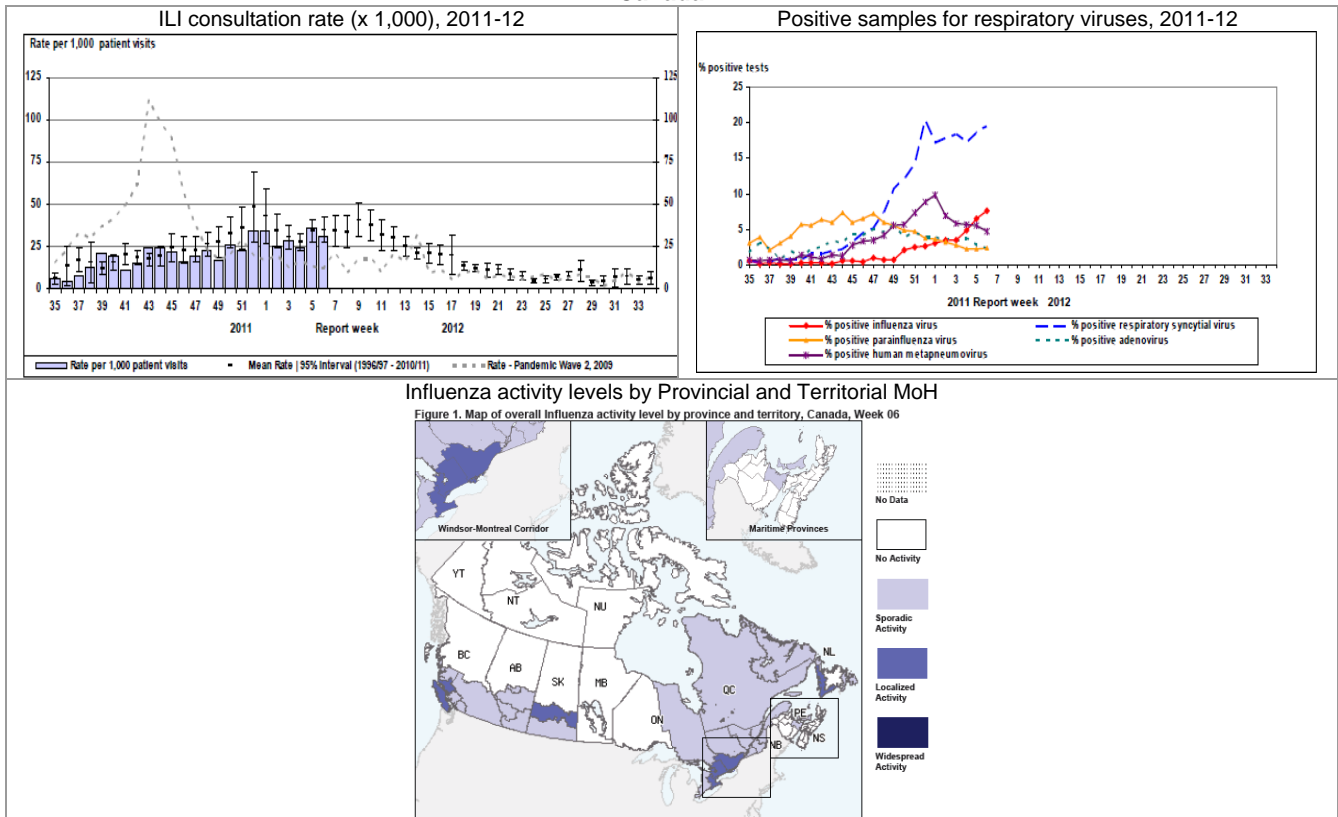 ILI consultation rate (x 1,000), 2011-12
Rate per 1,000 patient visits
125 125
100 100
75 75
50 50
25 25
0 0
35 37 39 41 43 45 47 49 51 1 3 5 7 9 11 13 15 17 19 21 23 25 27 29 31 33
2011 Report week 2012
Rate per 1,000 patient visits Mean Rate | 95% Interval (1996/97 - 2010/11) Rate - Pandemic Wave 2, 2009
Positive samples for respiratory viruses, 2011-12
% positive tests
25
20
15
10
5
0
35 37 39 41 43 45 47 49 51 1 3 5 7 9 11 13 15 17 19 21 23 25 27 29 31 33
2011 Report week 2012
% positive influenza virus % positive respiratory syncytial virus
% positive parainfluenza virus % positive adenovirus
% positive human metapneumovirus
Influenza activity levels by Provincial and Territorial MoH
Figure 1. Map of overall Influenza activity level by province and territory, Canada, Week 06
Windsor-Montreal Corridor
Maritime Provinces
YT
NT
NU
BC
AB
SK
MB
ON
QC
NL
PE
NB
NS
No Data
No Activity
Sporadic
Activity
Localized
Activity
Widespread
Activity